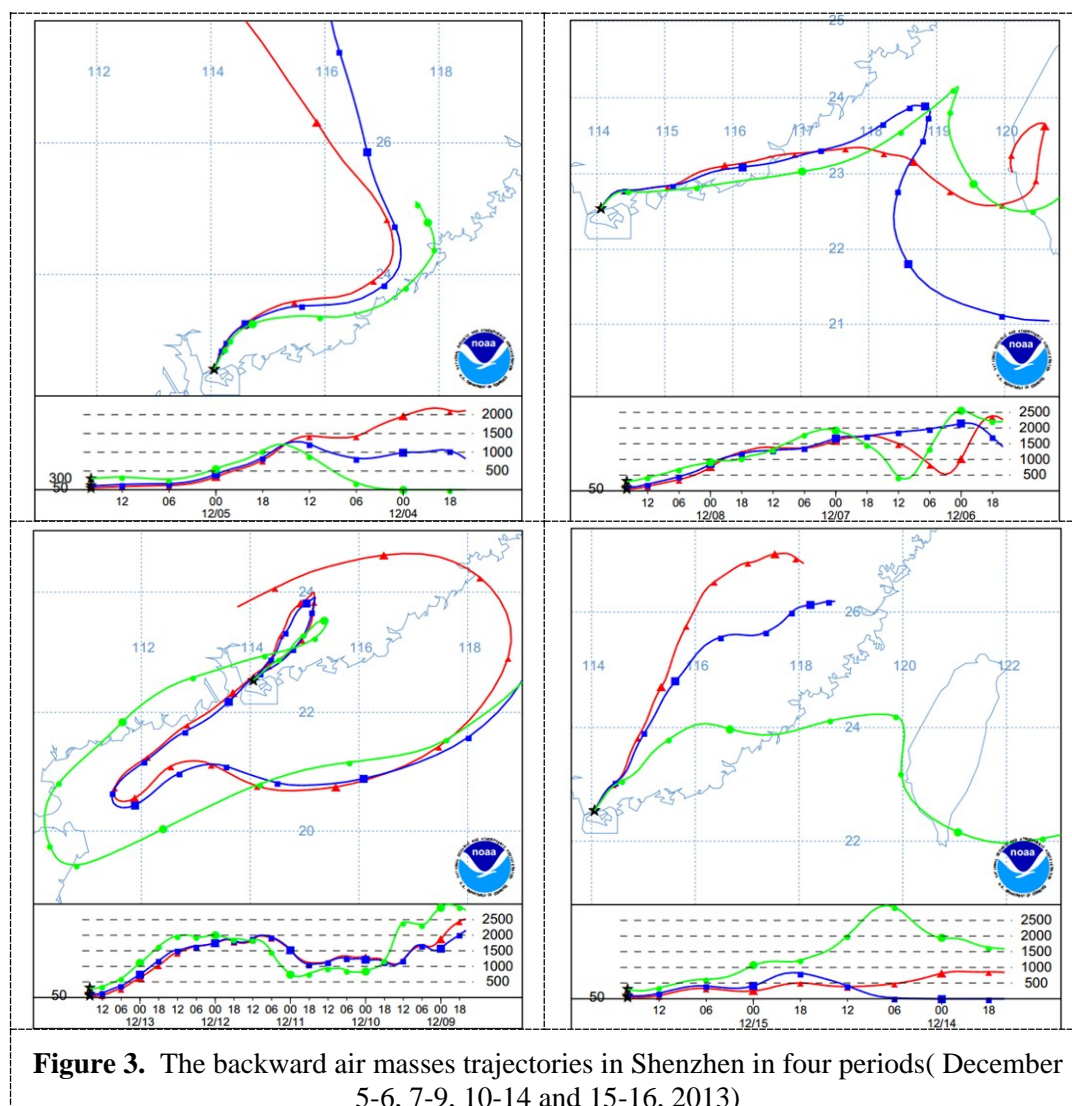 112
114
116
118
26
24
noaa
2000
1500
1000
500
300
50
12 06 00 18 12 06 00 18
12/05 12/04
25
24
23
22
21
114 115 116 117 118 119 120
noaa
2500
2000
1500
1000
500
50
12 06 00 18 12 06 00 18 12 06 00 18
12/08 12/07 12/06
24
112 114 116 118
22
20
noaa
2500
2000
1500
1000
500
50
12 06 00 18 12 06 00 18 12 06 00 18 12 06 00 18 12 06 00 18
12/13 12/12 12/11 12/10 12/09
26
114 116 118 120 122
24
22
noaa
2500
2000
1500
1000
500
50
12 06 00 18 12 06 00 18
12/15 12/14
Figure 3. The backward air masses trajectories in Shenzhen in four periods( December
5-6, 7-9, 10-14 and 15-16, 2013)